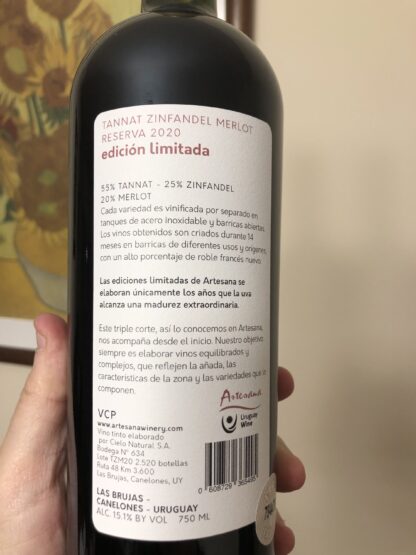 TANNAT ZINFANDEL MERLOT
RESERVA 2020
edición limitada
55% TANNAT - 25% ZINFANDEL
20% MERLOT
Cada variedad es vinificada por separado en
tanques de acero inoxidable y barricas abiertas.
Los vinos obtenidos son criados durante 14
meses en barricas de diferentes usos y orígenes,
con un alto porcentaje de roble francés nuevo.
Las ediciones limitadas de Artesana se
elaboran únicamente los años que la uva
alcanza una madurez extraordinaria.
Este triple corte, así lo conocemos en Artesana,
nos acompaña desde el inicio. Nuestro objetivo
siempre es elaborar vinos equilibrados y
complejos, que reflejen la añada, las
características de la zona y las variedades que lo
componen.
Artesana
Uruguay
Wine
VCP
www.artesanawinery.com
Vino tinto elaborado
por Cielo Natural S.A.
Bodega Nº 634
Lote TZM20 2.520 botellas
Ruta 48 Km 3.600
Las Brujas, Canelones, UY
LAS BRUJAS -
CANELONES - URUGUAY
ALC. 15.1% BY VOL 750 ML